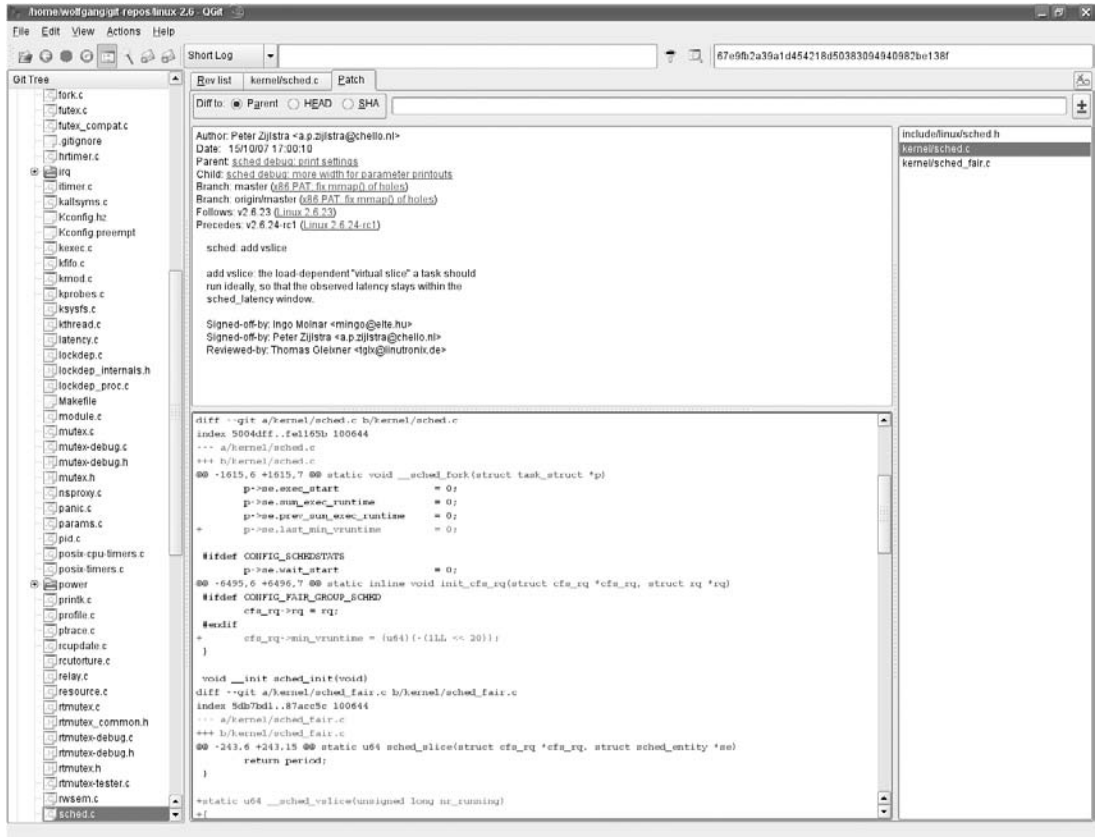 /home/wolfgang/git-repos/linux-2.6 - QGit
File Edit View Actions Help
Short Log
67e9fb2a39a1d454218d50383094940982be138f
Git Tree
fork.c
futex.c
futex_compat.c
.gitignore
hrtimer.c
irq
itimer.c
kallsyms.c
Kconfig.hz
Kconfig.preempt
kexec.c
kfifo.c
kmod.c
kprobes.c
ksysfs.c
kthread.c
latency.c
lockdep.c
lockdep_internals.h
lockdep_proc.c
Makefile
module.c
mutex.c
mutex-debug.c
mutex-debug.h
mutex.h
nsproxy.c
panic.c
params.c
pid.c
posix-cpu-timers.c
posix-timers.c
power
printk.c
profile.c
ptrace.c
rcupdate.c
rcutorture.c
relay.c
resource.c
rtmutex.c
rtmutex_common.h
rtmutex-debug.c
rtmutex-debug.h
rtmutex.h
rtmutex-tester.c
rwsem.c
sched.c
Rev list kernel/sched.c Patch
Diff to: Parent HEAD SHA
Author: Peter Zijlstra <a.p.zijlstra@chello.nl>
Date: 15/10/07 17:00:10
Parent: sched debug: print settings
Child: sched debug: more width for parameter printouts
Branch: master (x86 PAT: fix mmap() of holes)
Branch: origin/master (x86 PAT: fix mmap() of holes)
Follows: v2.6.23 (Linux 2.6.23)
Precedes: v2.6.24-rc1 (Linux 2.6.24-rc1)
sched: add vslice
add vslice: the load-dependent "virtual slice" a task should
run ideally, so that the observed latency stays within the
sched_latency window.
Signed-off-by: Ingo Molnar <mingo@elte.hu>
Signed-off-by: Peter Zijlstra <a.p.zijlstra@chello.nl>
Reviewed-by: Thomas Gleixner <tglx@linutronix.de>
include/linux/sched.h
kernel/sched.c
kernel/sched_fair.c
diff --git a/kernel/sched.c b/kernel/sched.c
index 5004dff..fe1165b 100644
--- a/kernel/sched.c
+++ b/kernel/sched.c
@@ -1615,6 +1615,7 @@ static void __sched_fork(struct task_struct *p)
p->se.exec_start = 0;
p->se.sum_exec_runtime = 0;
p->se.prev_sum_exec_runtime = 0;
+ p->se.last_min_vruntime = 0;
#ifdef CONFIG_SCHEDSTATS
p->se.wait_start = 0;
@@ -6495,6 +6496,7 @@ static inline void init_cfs_rq(struct cfs_rq *cfs_rq, struct rq *rq)
#ifdef CONFIG_FAIR_GROUP_SCHED
cfs_rq->rq = rq;
#endif
+ cfs_rq->min_vruntime = (u64)(-(1LL << 20));
}
void __init sched_init(void)
diff --git a/kernel/sched_fair.c b/kernel/sched_fair.c
index 5db7bd1..87acc5c 100644
--- a/kernel/sched_fair.c
+++ b/kernel/sched_fair.c
@@ -243,6 +243,15 @@ static u64 sched_slice(struct cfs_rq *cfs_rq, struct sched_entity *se)
return period;
}
+static u64 __sched_vslice(unsigned long nr_running)
+{